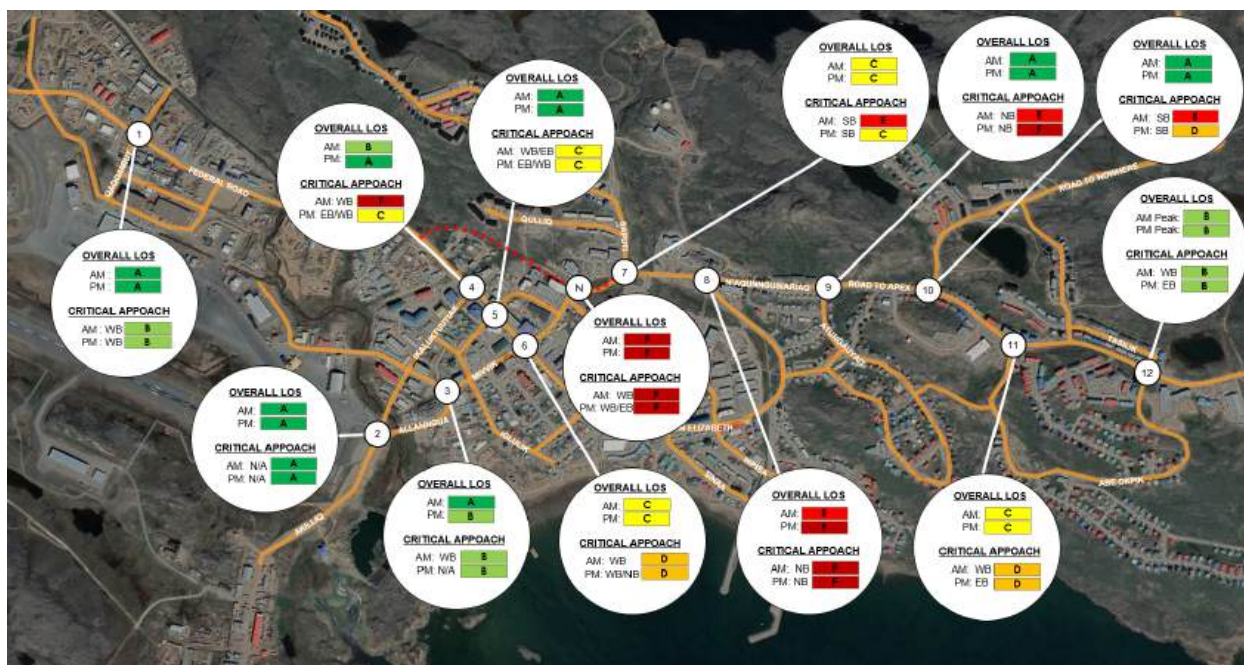 OVERALL LOS
AM: C
PM: C
CRITICAL APPROACH
AM: SB E
PM: SB C
OVERALL LOS
AM: A
PM: A
CRITICAL APPOACH
AM: NB E
PM: NB F
OVERALL LOS
AM: A
PM: A
CRITICAL APPOACH
AM: SB E
PM: SB D
OVERALL LOS
AM: A
PM: A
CRITICAL APPOACH
AM: WB/EB C
PM: EB/WB C
OVERALL LOS
AM: B
PM: A
CRITICAL APPOACH
AM: WB F
PM: EB/WB C
OVERALL LOS
AM Peak: B
PM Peak: B
CRITICAL APPOACH
AM: WB B
PM: EB B
OVERALL LOS
AM : A
PM : A
CRITICAL APPOACH
AM : WB B
PM : WB B
OVERALL LOS
AM: F
PM: F
CRITICAL APPOACH
AM: WB F
PM: WB/EB F
OVERALL LOS
AM: A
PM: A
CRITICAL APPOACH
AM: N/A A
PM: N/A A
OVERALL LOS
AM: A
PM: B
CRITICAL APPOACH
AM: WB B
PM: N/A B
OVERALL LOS
AM: C
PM: C
CRITICAL APPOACH
AM: WB D
PM: WB/NB D
OVERALL LOS
AM: E
PM: F
CRITICAL APPOACH
AM: NB F
PM: NB F
OVERALL LOS
AM: C
PM: C
CRITICAL APPOACH
AM: WB D
PM: EB D
1
2
3
4
5
6
N
7
8
9
10
11
12
FEDERAL ROAD
QULLIQ
ROAD TO NOWHERE
ROAD TO APEX
TASILIK
ABE OKPIK
AKILLIQ
ELIZABETH